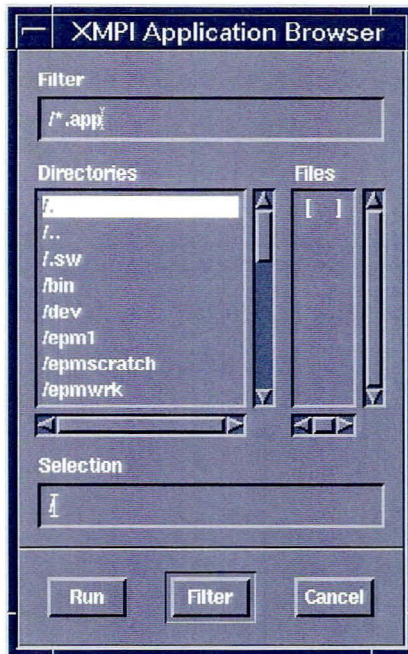 XMPI Application Browser
Filter
/*.app
Directories
Files
/.
[ ]
/..
/.sw
/bin
/dev
/epm1
/epmscratch
/epmwrk
Selection
/
Run
Filter
Cancel